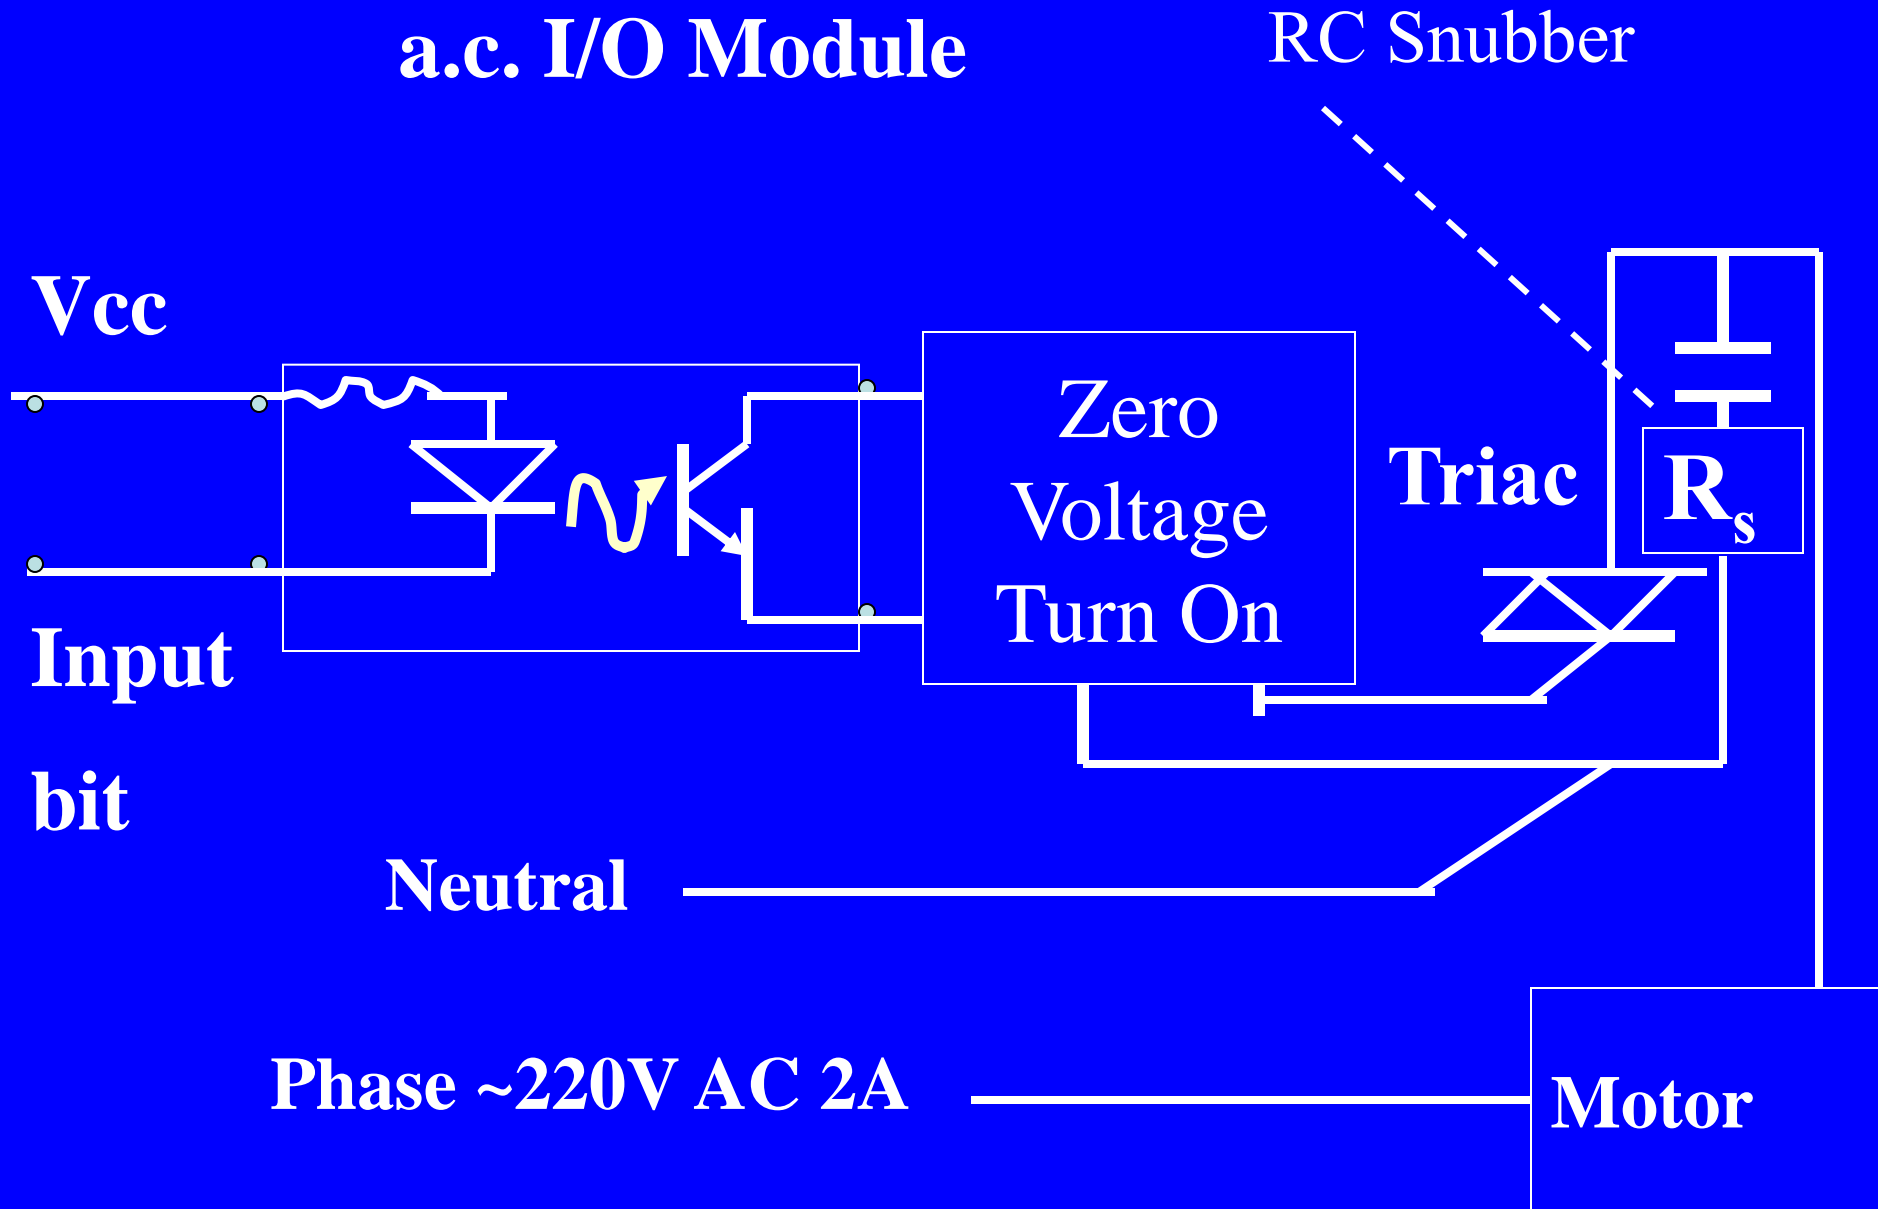 a.c. I/O Module
RC Snubber
Vcc
Zero
Voltage
Turn On
Triac
Rs
Input
bit
Neutral
Phase ~220V AC 2A
Motor